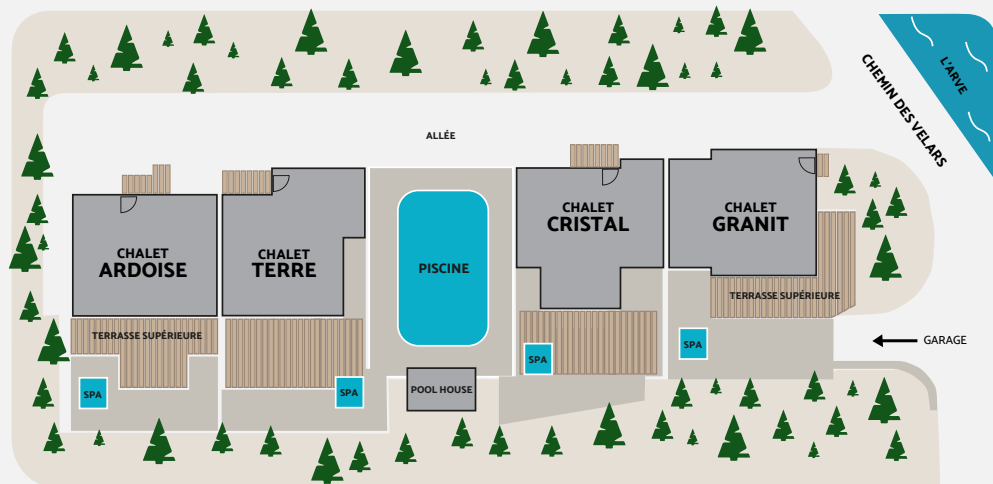 L'ARVE
CHEMIN DES VELARS
ALLÉE
CHALET
ARDOISE
CHALET
TERRE
PISCINE
CHALET
CRISTAL
CHALET
GRANIT
TERRASSE SUPÉRIEURE
TERRASSE SUPÉRIEURE
GARAGE
SPA
SPA
SPA
SPA
POOL HOUSE